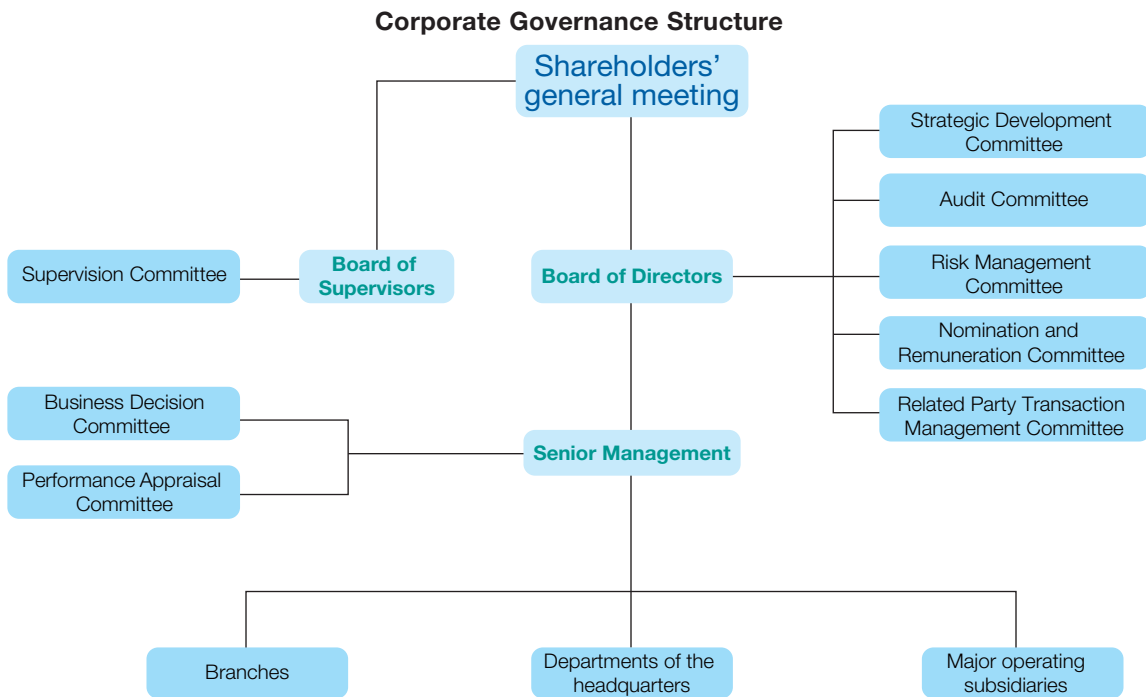 Corporate Governance Structure
Shareholders'
general meeting
Strategic Development
Committee
Audit Committee
Supervision Committee
Board of
Supervisors
Board of Directors
Risk Management
Committee
Nomination and
Remuneration Committee
Business Decision
Committee
Related Party Transaction
Management Committee
Senior Management
Performance Appraisal
Committee
Branches
Departments of the
headquarters
Major operating
subsidiaries